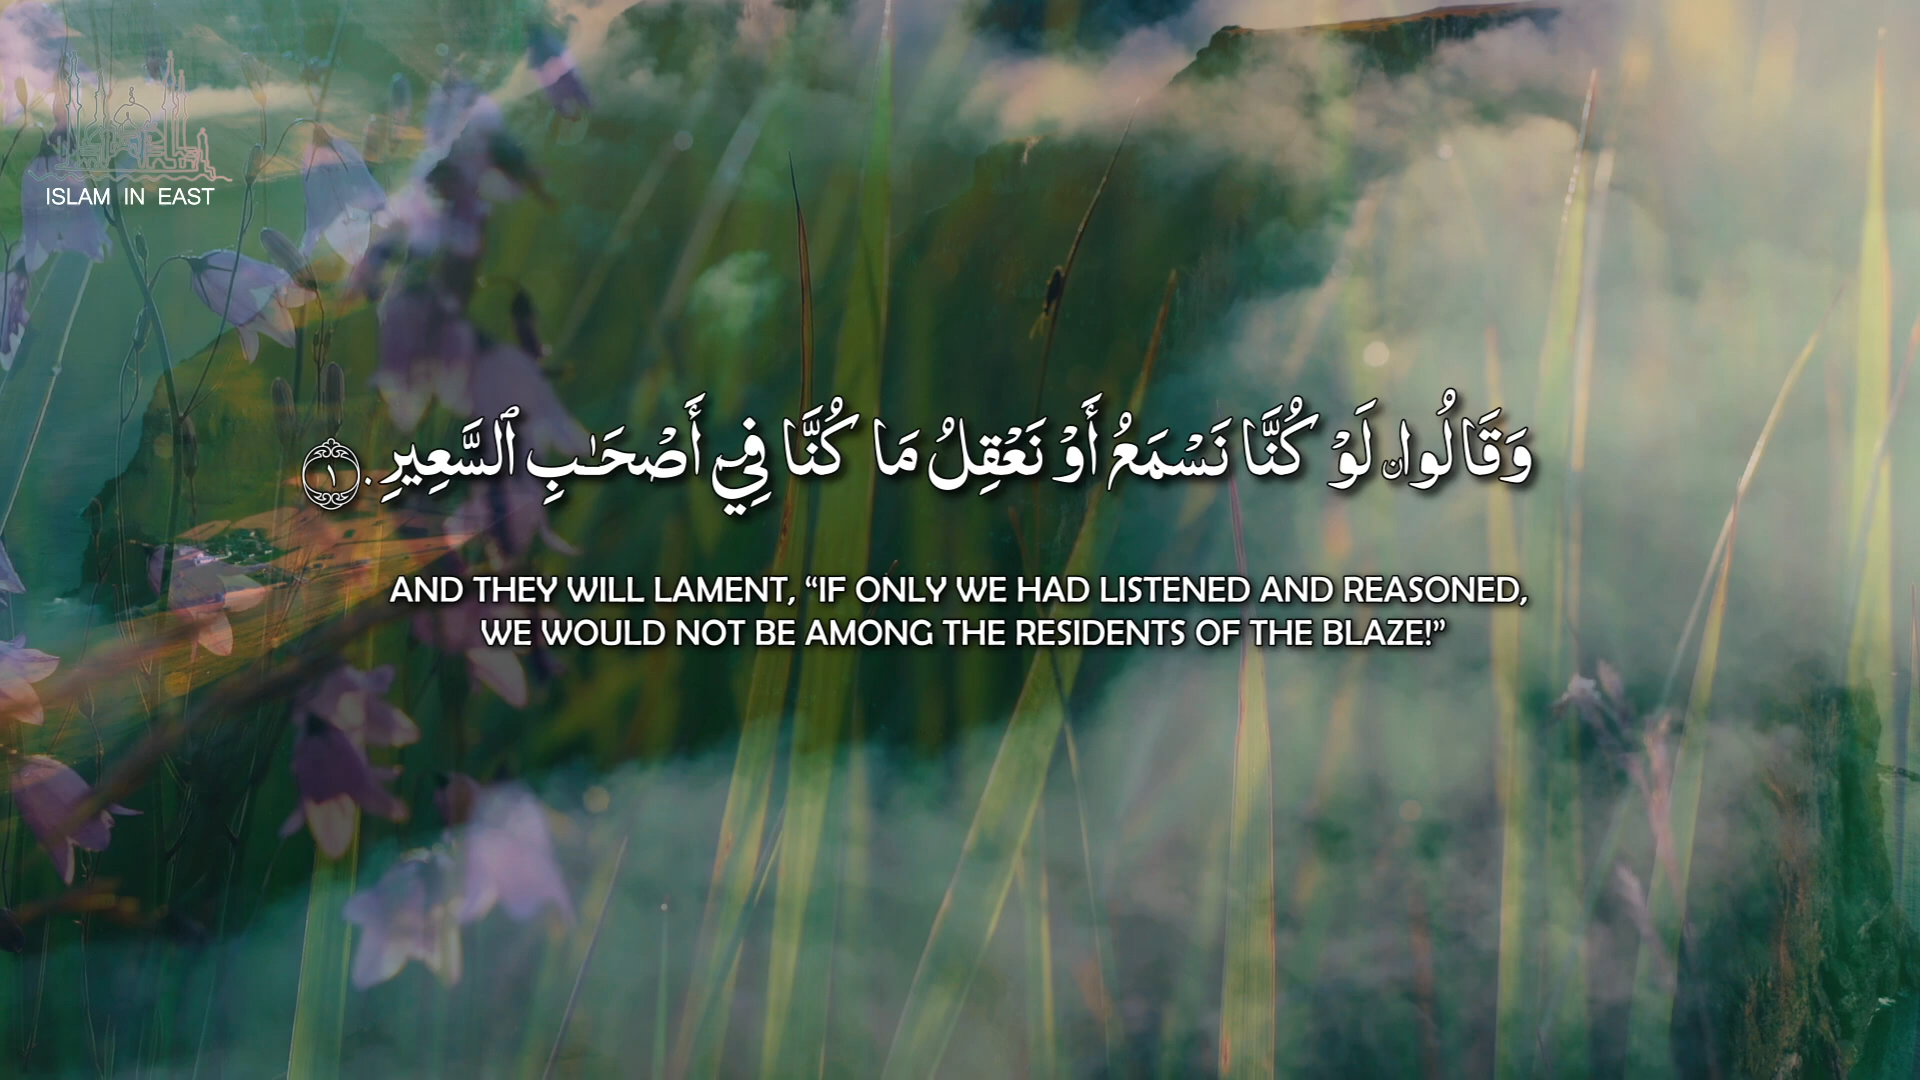 ISLAM IN EAST
وَقَالُوا۟ لَوْ كُنَّا نَسْمَعُ أَوْ نَعْقِلُ مَا كُنَّا فِىٓ أَصْحَـٰبِ ٱلسَّعِيرِ ١٠
AND THEY WILL LAMENT, “IF ONLY WE HAD LISTENED AND REASONED,
WE WOULD NOT BE AMONG THE RESIDENTS OF THE BLAZE!”